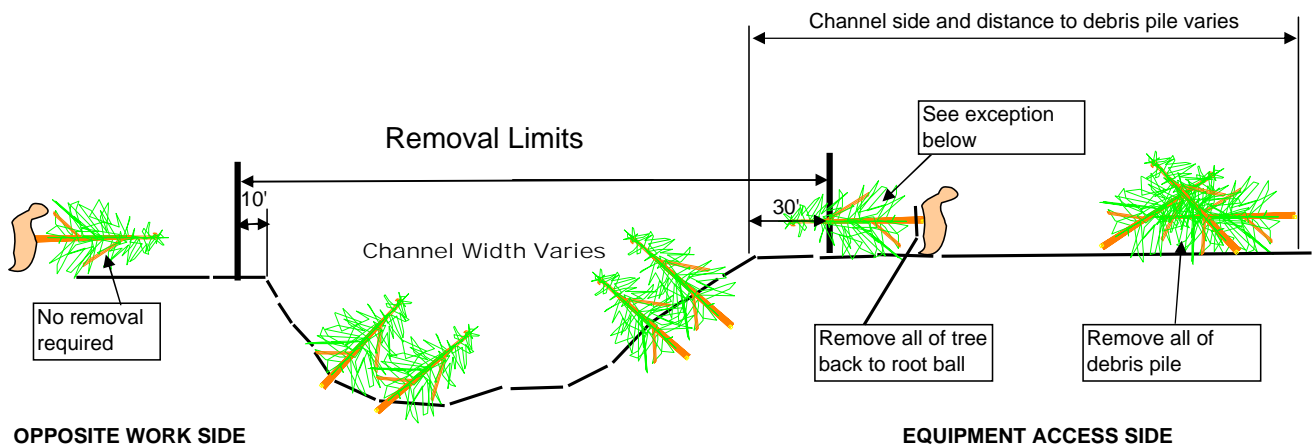 Channel side and distance to debris pile varies
See exception
below
Removal Limits
10'
30'
Channel Width Varies
No removal
required
Remove all of tree
back to root ball
Remove all of
debris pile
OPPOSITE WORK SIDE
EQUIPMENT ACCESS SIDE